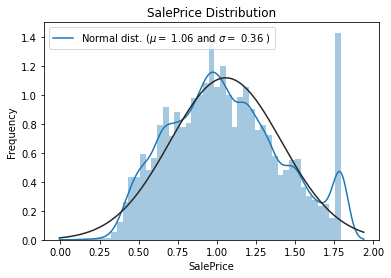 SalePrice Distribution
Normal dist. (μ = 1.06 and σ = 0.36 )
Frequency
1.4
1.2
1.0
0.8
0.6
0.4
0.2
0.0
0.00 0.25 0.50 0.75 1.00 1.25 1.50 1.75 2.00
SalePrice